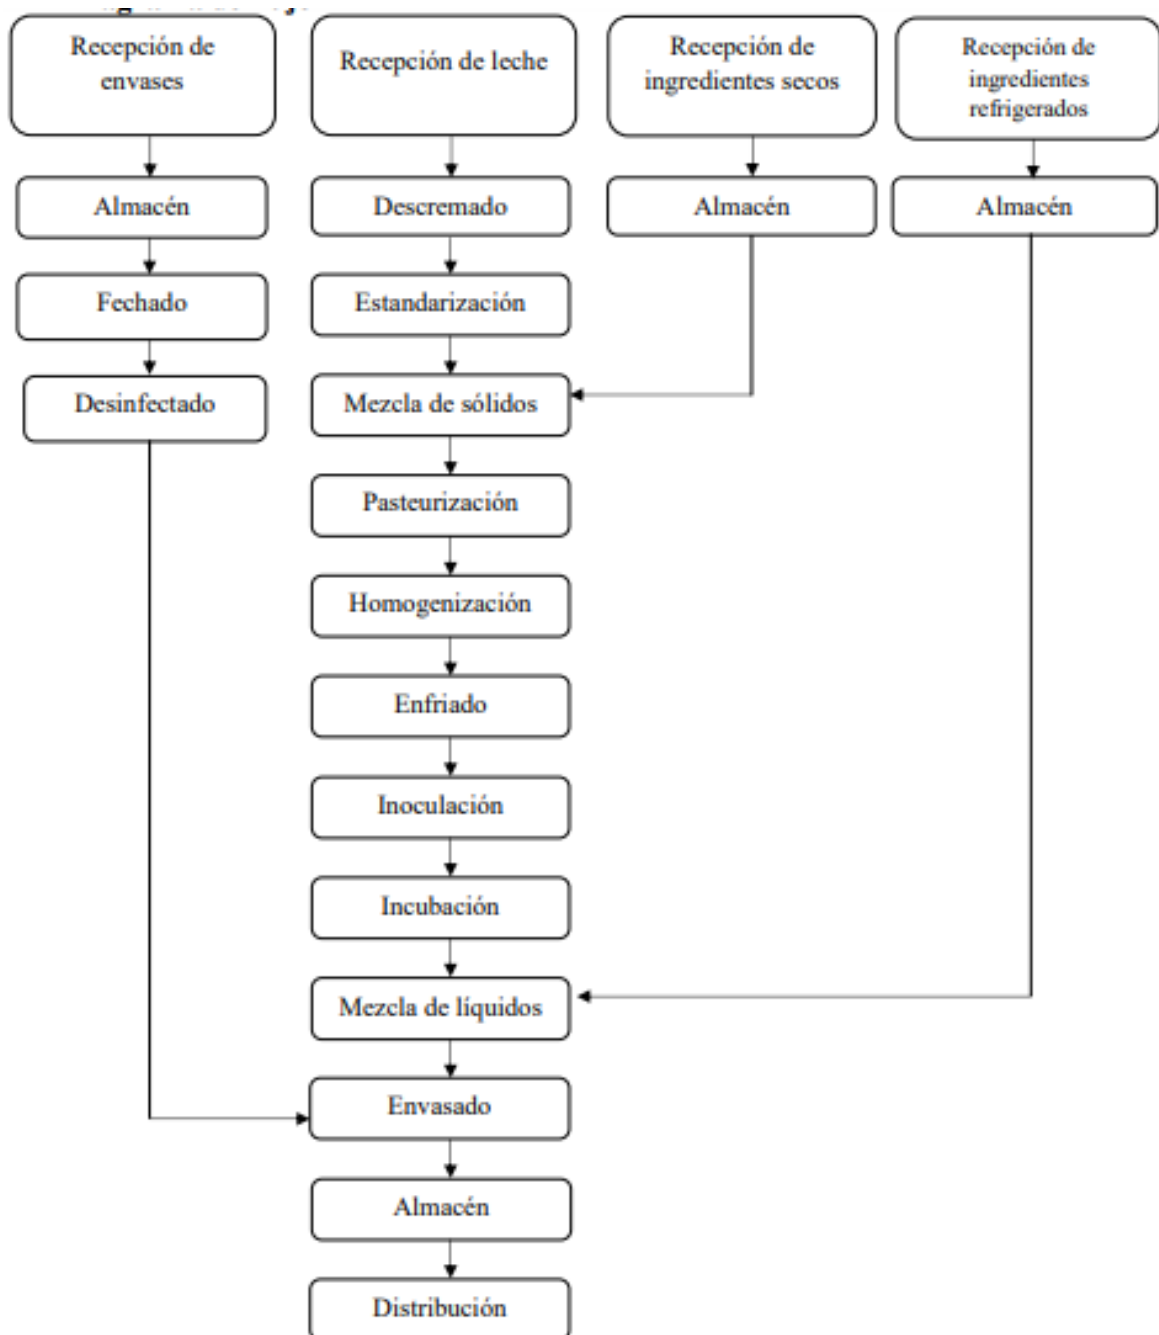 Recepción de
envases
Recepción de leche
Recepción de
ingredientes secos
Recepción de
ingredientes
refrigerados
Almacén
Descremado
Almacén
Almacén
Fechado
Estandarización
Desinfectado
Mezcla de sólidos
Pasteurización
Homogenización
Enfriado
Inoculación
Incubación
Mezcla de líquidos
Envasado
Almacén
Distribución